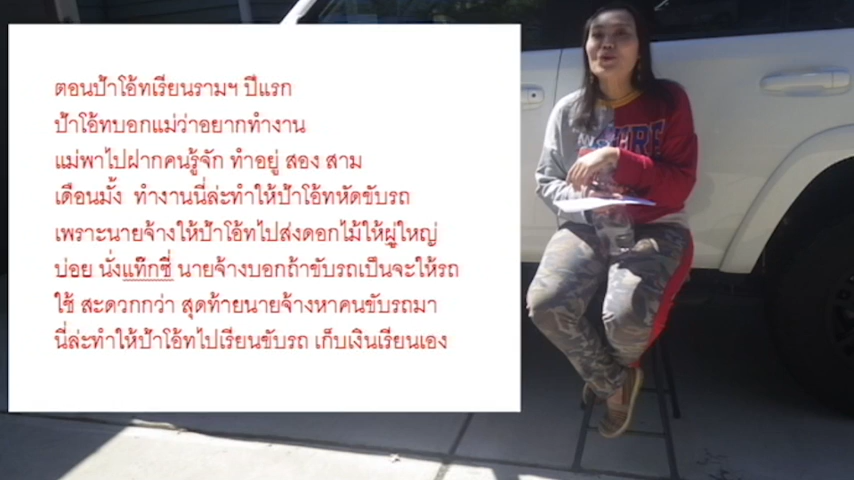 ตอนป้าโอ้ทเรียนรามฯ ปีแรก
ป้าโอ้ทบอกแม่ว่าอยากทำงาน
แม่พาไปฝากคนรู้จัก ทำอยู่ สอง สาม
เดือนมั้ง ทำงานนี่ล่ะทำให้ป้าโอ้ทหัดขับรถ
เพราะนายจ้างให้ป้าโอ้ทไปส่งดอกไม้ให้ผู่ใหญ่
บ่อย นั่งแท๊กซี่ นายจ้างบอกถ้าขับรถเป็นจะให้รถ
ใช้ สะดวกกว่า สุดท้ายนายจ้างหาคนขับรถมา
นี่ล่ะทำให้ป้าโอ้ทไปเรียนขับรถ เก็บเงินเรียนเอง